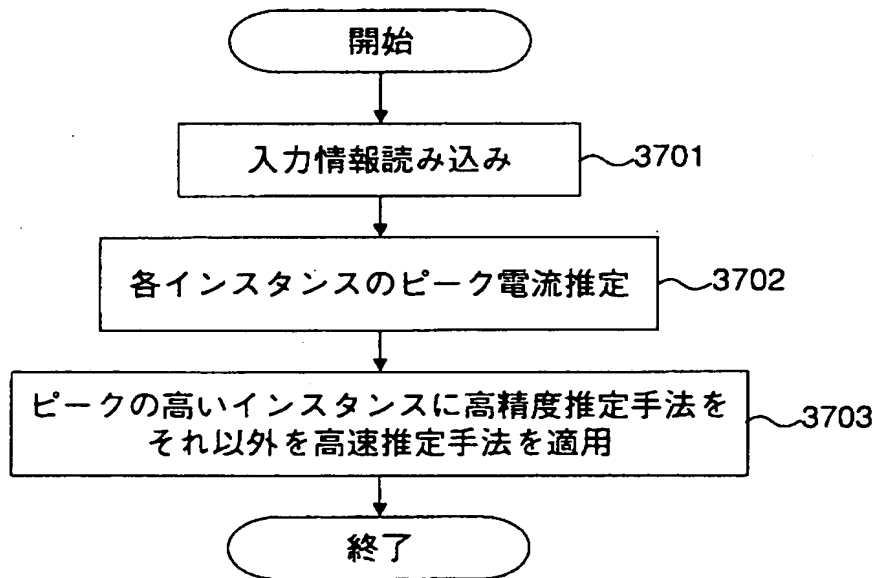 開始
入力情報読み込み
3701
各インスタンスのピーク電流推定
3702
ピークの高いインスタンスに高精度推定手法を
それ以外を高速推定手法を適用
3703
終了